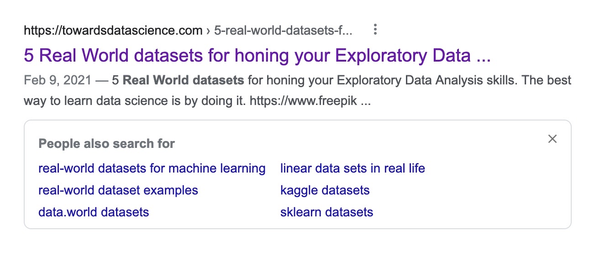 https://towardsdatascience.com › 5-real-world-datasets-f...
5 Real World datasets for honing your Exploratory Data ...
Feb 9, 2021 — 5 Real World datasets for honing your Exploratory Data Analysis skills. The best
way to learn data science is by doing it. https://www.freepik ...
People also search for
real-world datasets for machine learning
linear data sets in real life
real-world dataset examples
kaggle datasets
data.world datasets
sklearn datasets